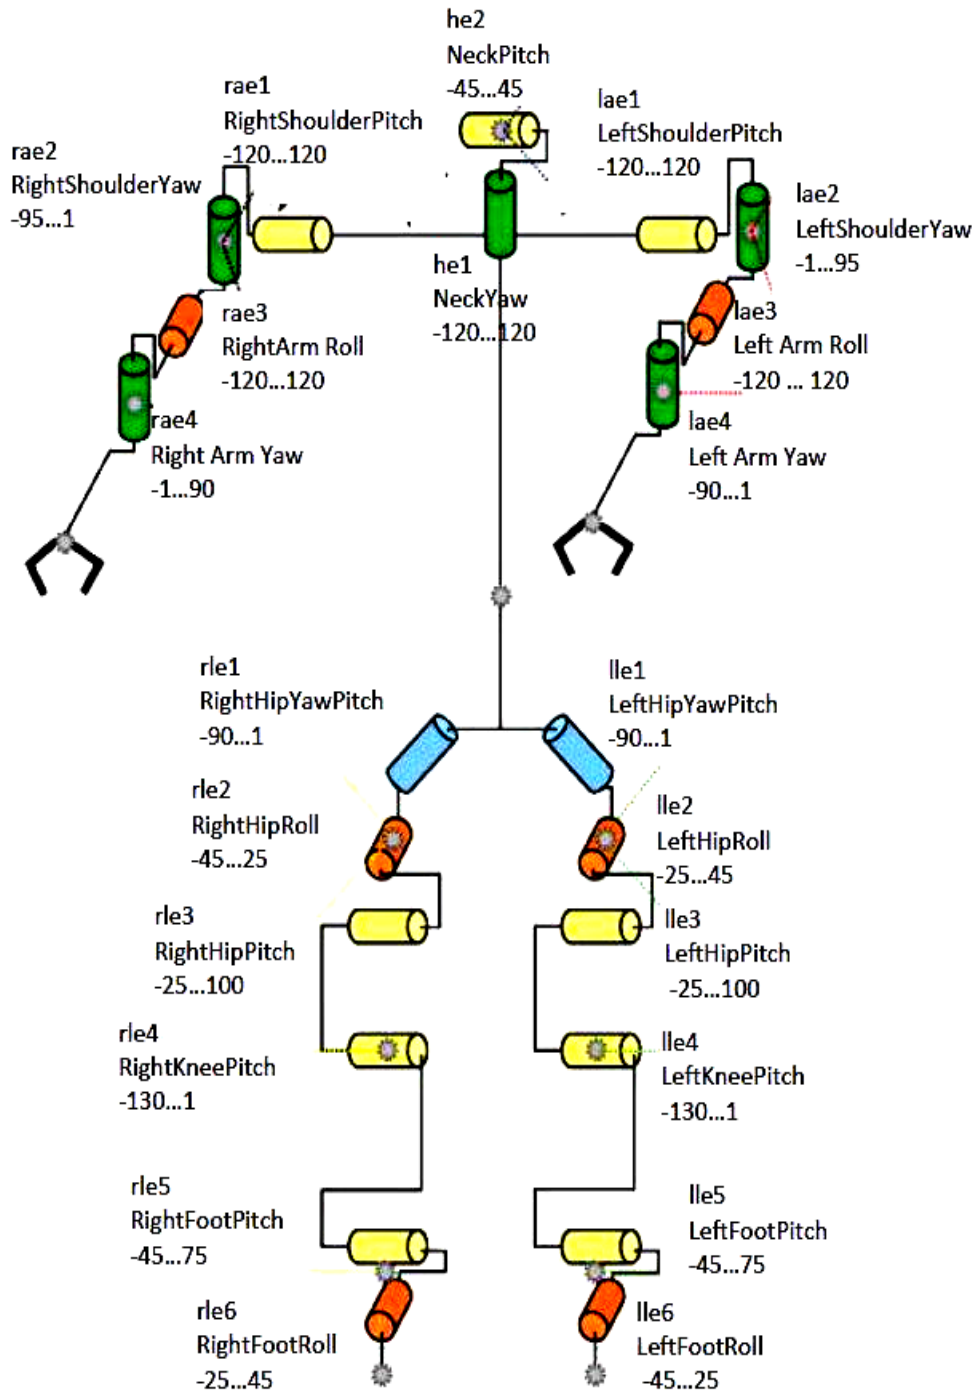 he2
NeckPitch
-45...45
rae1
RightShoulderPitch
-120...120
lae1
LeftShoulderPitch
-120...120
rae2
RightShoulderYaw
-95...1
lae2
LeftShoulderYaw
-1...95
he1
NeckYaw
-120...120
rae3
RightArm Roll
-120...120
lae3
Left Arm Roll
-120 ... 120
rae4
Right Arm Yaw
-1...90
lae4
Left Arm Yaw
-90...1
rle1
RightHipYawPitch
-90...1
lle1
LeftHipYawPitch
-90...1
rle2
RightHipRoll
-45...25
lle2
LeftHipRoll
-25...45
rle3
RightHipPitch
-25...100
lle3
LeftHipPitch
-25...100
rle4
RightKneePitch
-130...1
lle4
LeftKneePitch
-130...1
rle5
RightFootPitch
-45...75
lle5
LeftFootPitch
-45...75
rle6
RightFootRoll
-25...45
lle6
LeftFootRoll
-45...25